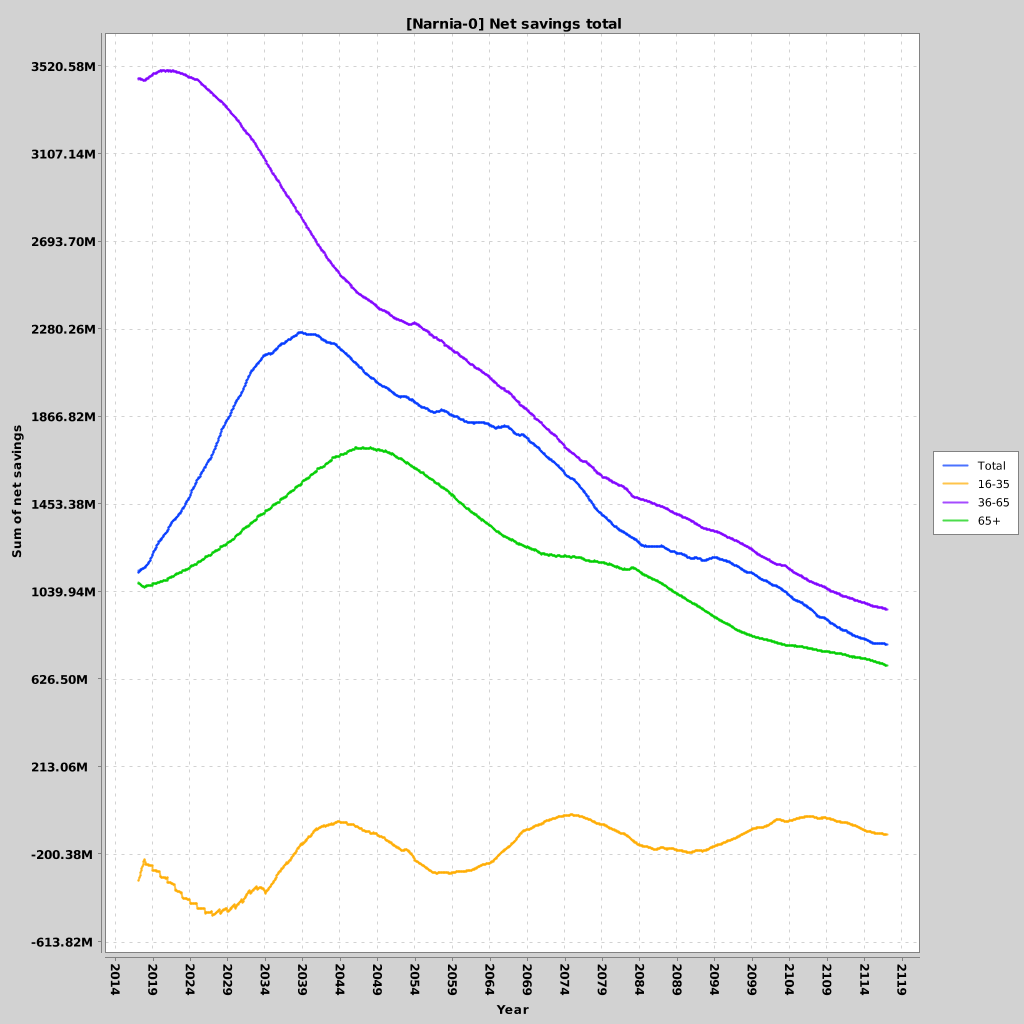 [Narnia-0] Net savings total
Sum of net savings
3520.58M
3107.14M
2693.70M
2280.26M
1866.82M
1453.38M
1039.94M
626.50M
213.06M
-200.38M
-613.82M
2014 2019 2024 2029 2034 2039 2044 2049 2054 2059 2064 2069 2074 2079 2084 2089 2094 2099 2104 2109 2114 2119
Year
Total
16-35
36-65
65+